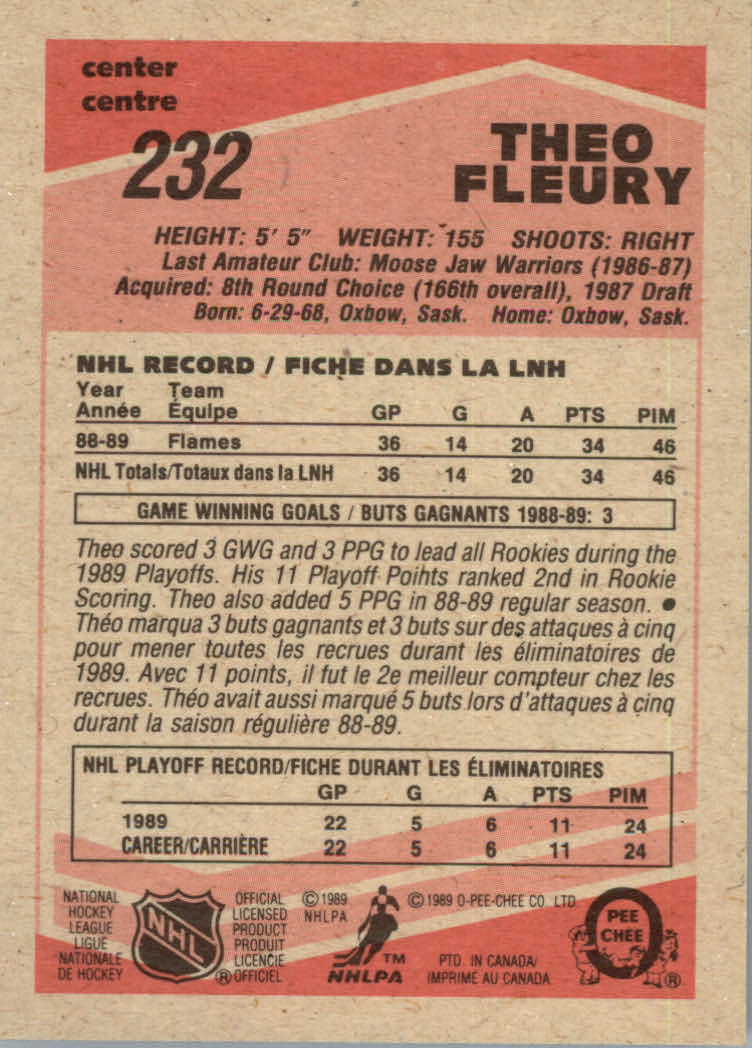 center
centre
232
THEO
FLEURY
HEIGHT: 5' 5" WEIGHT: 155 SHOOTS: RIGHT
Last Amateur Club: Moose Jaw Warriors (1986-87)
Acquired: 8th Round Choice (166th overall), 1987 Draft
Born: 6-29-68, Oxbow, Sask. Home: Oxbow, Sask.
NHL RECORD / FICHE DANS LA LNH
Year Team
Année Équipe GP G A PTS PIM
88-89 Flames 36 14 20 34 46
NHL Totals/Totaux dans la LNH 36 14 20 34 46
GAME WINNING GOALS / BUTS GAGNANTS 1988-89: 3
Theo scored 3 GWG and 3 PPG to lead all Rookies during the
1989 Playoffs. His 11 Playoff Points ranked 2nd in Rookie
Scoring. Theo also added 5 PPG in 88-89 regular season. ●
Théo marqua 3 buts gagnants et 3 buts sur des attaques à cinq
pour mener toutes les recrues durant les éliminatoires de
1989. Avec 11 points, il fut le 2e meilleur compteur chez les
recrues. Théo avait aussi marqué 5 buts lors d'attaques à cinq
durant la saison régulière 88-89.
NHL PLAYOFF RECORD/FICHE DURANT LES ÉLIMINATOIRES
GP G A PTS PIM
1989 22 5 6 11 24
CAREER/CARRIÈRE 22 5 6 11 24
NATIONAL
HOCKEY
LEAGUE
LIGUE
NATIONALE
DE HOCKEY
NHL
®
OFFICIAL
LICENSED
PRODUCT
PRODUIT
LICENCIE
OFFICIEL
© 1989
NHLPA
TM
NHLPA
© 1989 O-PEE-CHEE CO. LTD.
PTD. IN CANADA/
IMPRIME AU CANADA
O
PEE
CHEE
®